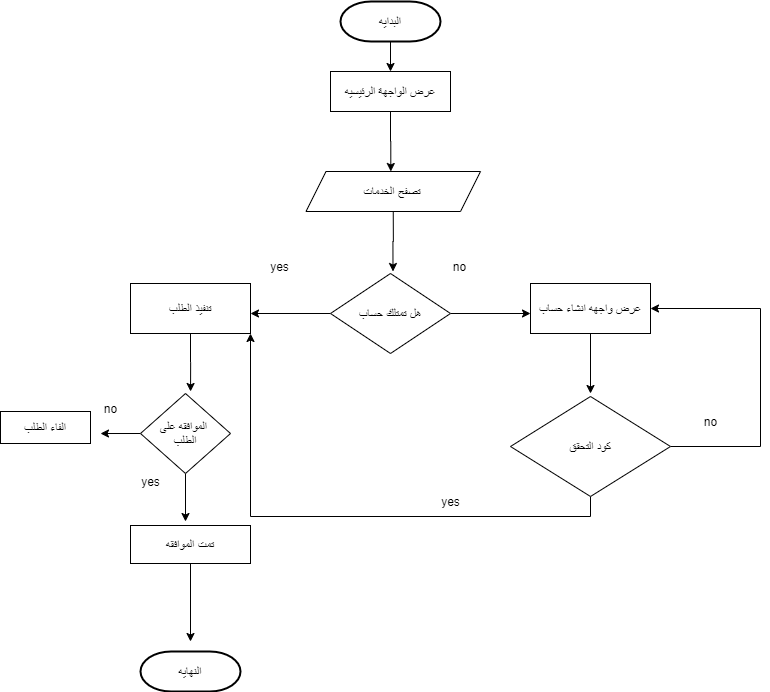 البدايه
عرض الواجهة الرئيسيه
تصفح الخدمات
yes
no
تنفيذ الطلب
هل تمتلك حساب
عرض واجهه انشاء حساب
no
الغاء الطلب
الموافقه على
الطلب
كود التحقق
no
yes
yes
تمت الموافقه
النهايه